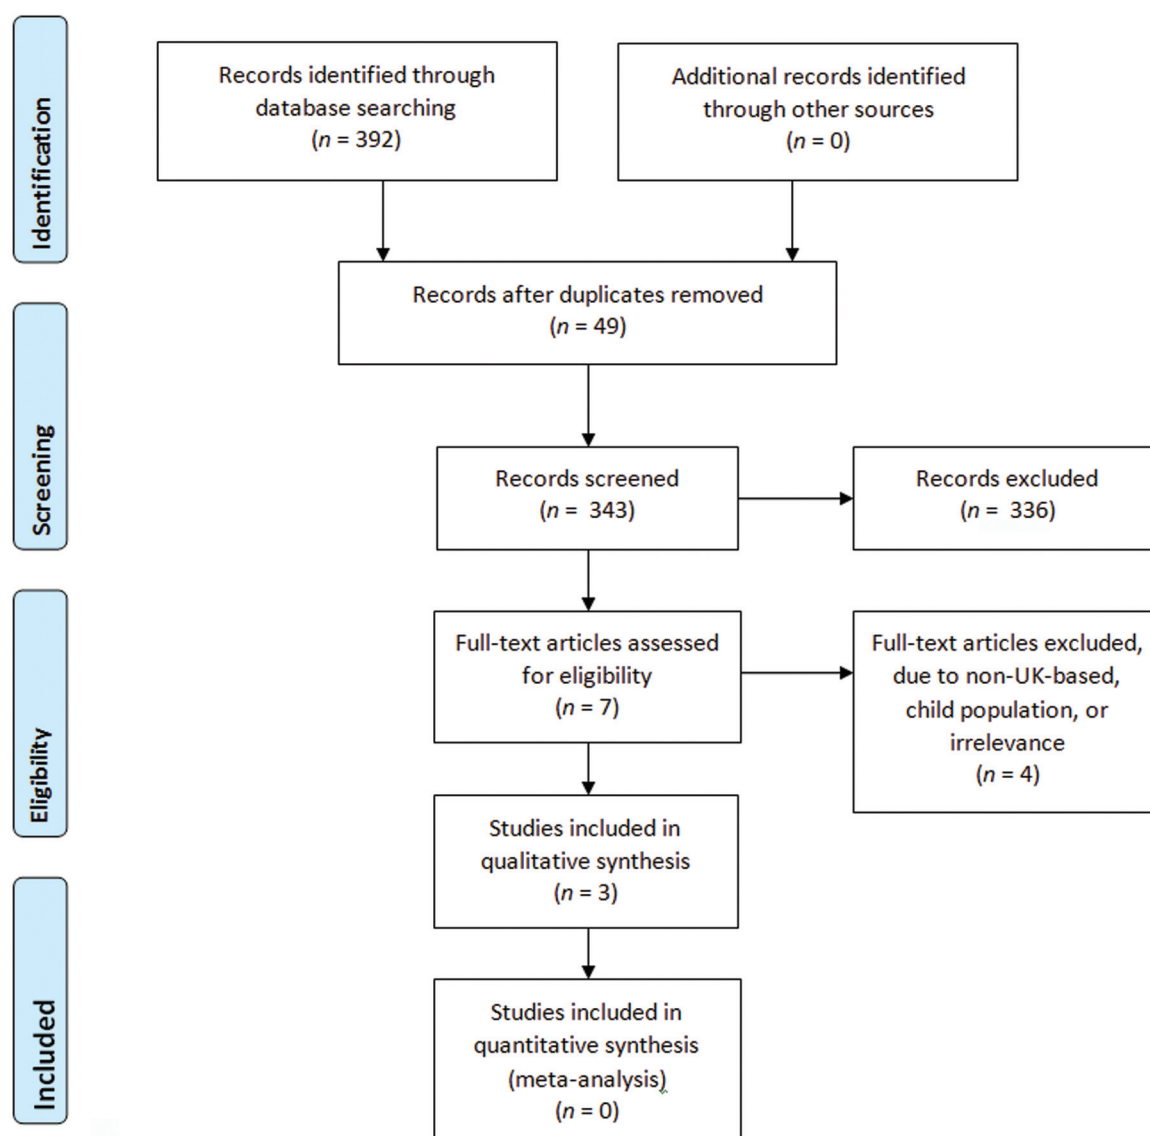 Identification
Records identified through
database searching
(n = 392)
Additional records identified
through other sources
(n = 0)
Records after duplicates removed
(n = 49)
Screening
Records screened
(n = 343)
Records excluded
(n = 336)
Eligibility
Full-text articles assessed
for eligibility
(n = 7)
Full-text articles excluded,
due to non-UK-based,
child population, or
irrelevance
(n = 4)
Studies included in
qualitative synthesis
(n = 3)
Included
Studies included in
quantitative synthesis
(meta-analysis)
(n = 0)